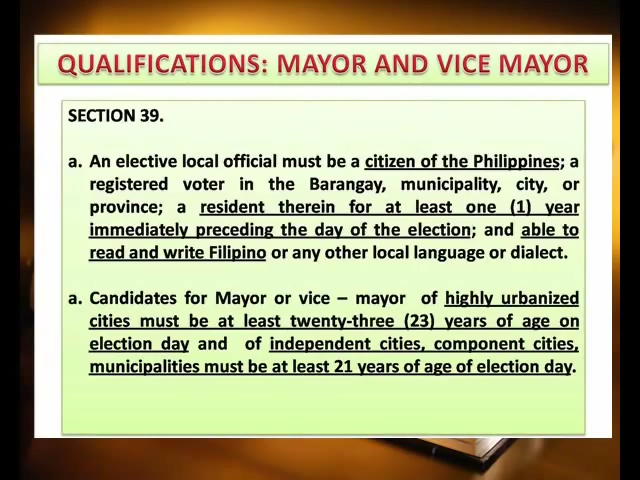 QUALIFICATIONS: MAYOR AND VICE MAYOR
SECTION 39.
a. An elective local official must be a citizen of the Philippines; a
registered voter in the Barangay, municipality, city, or
province; a resident therein for at least one (1) year
immediately preceding the day of the election; and able to
read and write Filipino or any other local language or dialect.
a. Candidates for Mayor or vice – mayor of highly urbanized
cities must be at least twenty-three (23) years of age on
election day and of independent cities, component cities,
municipalities must be at least 21 years of age of election day.